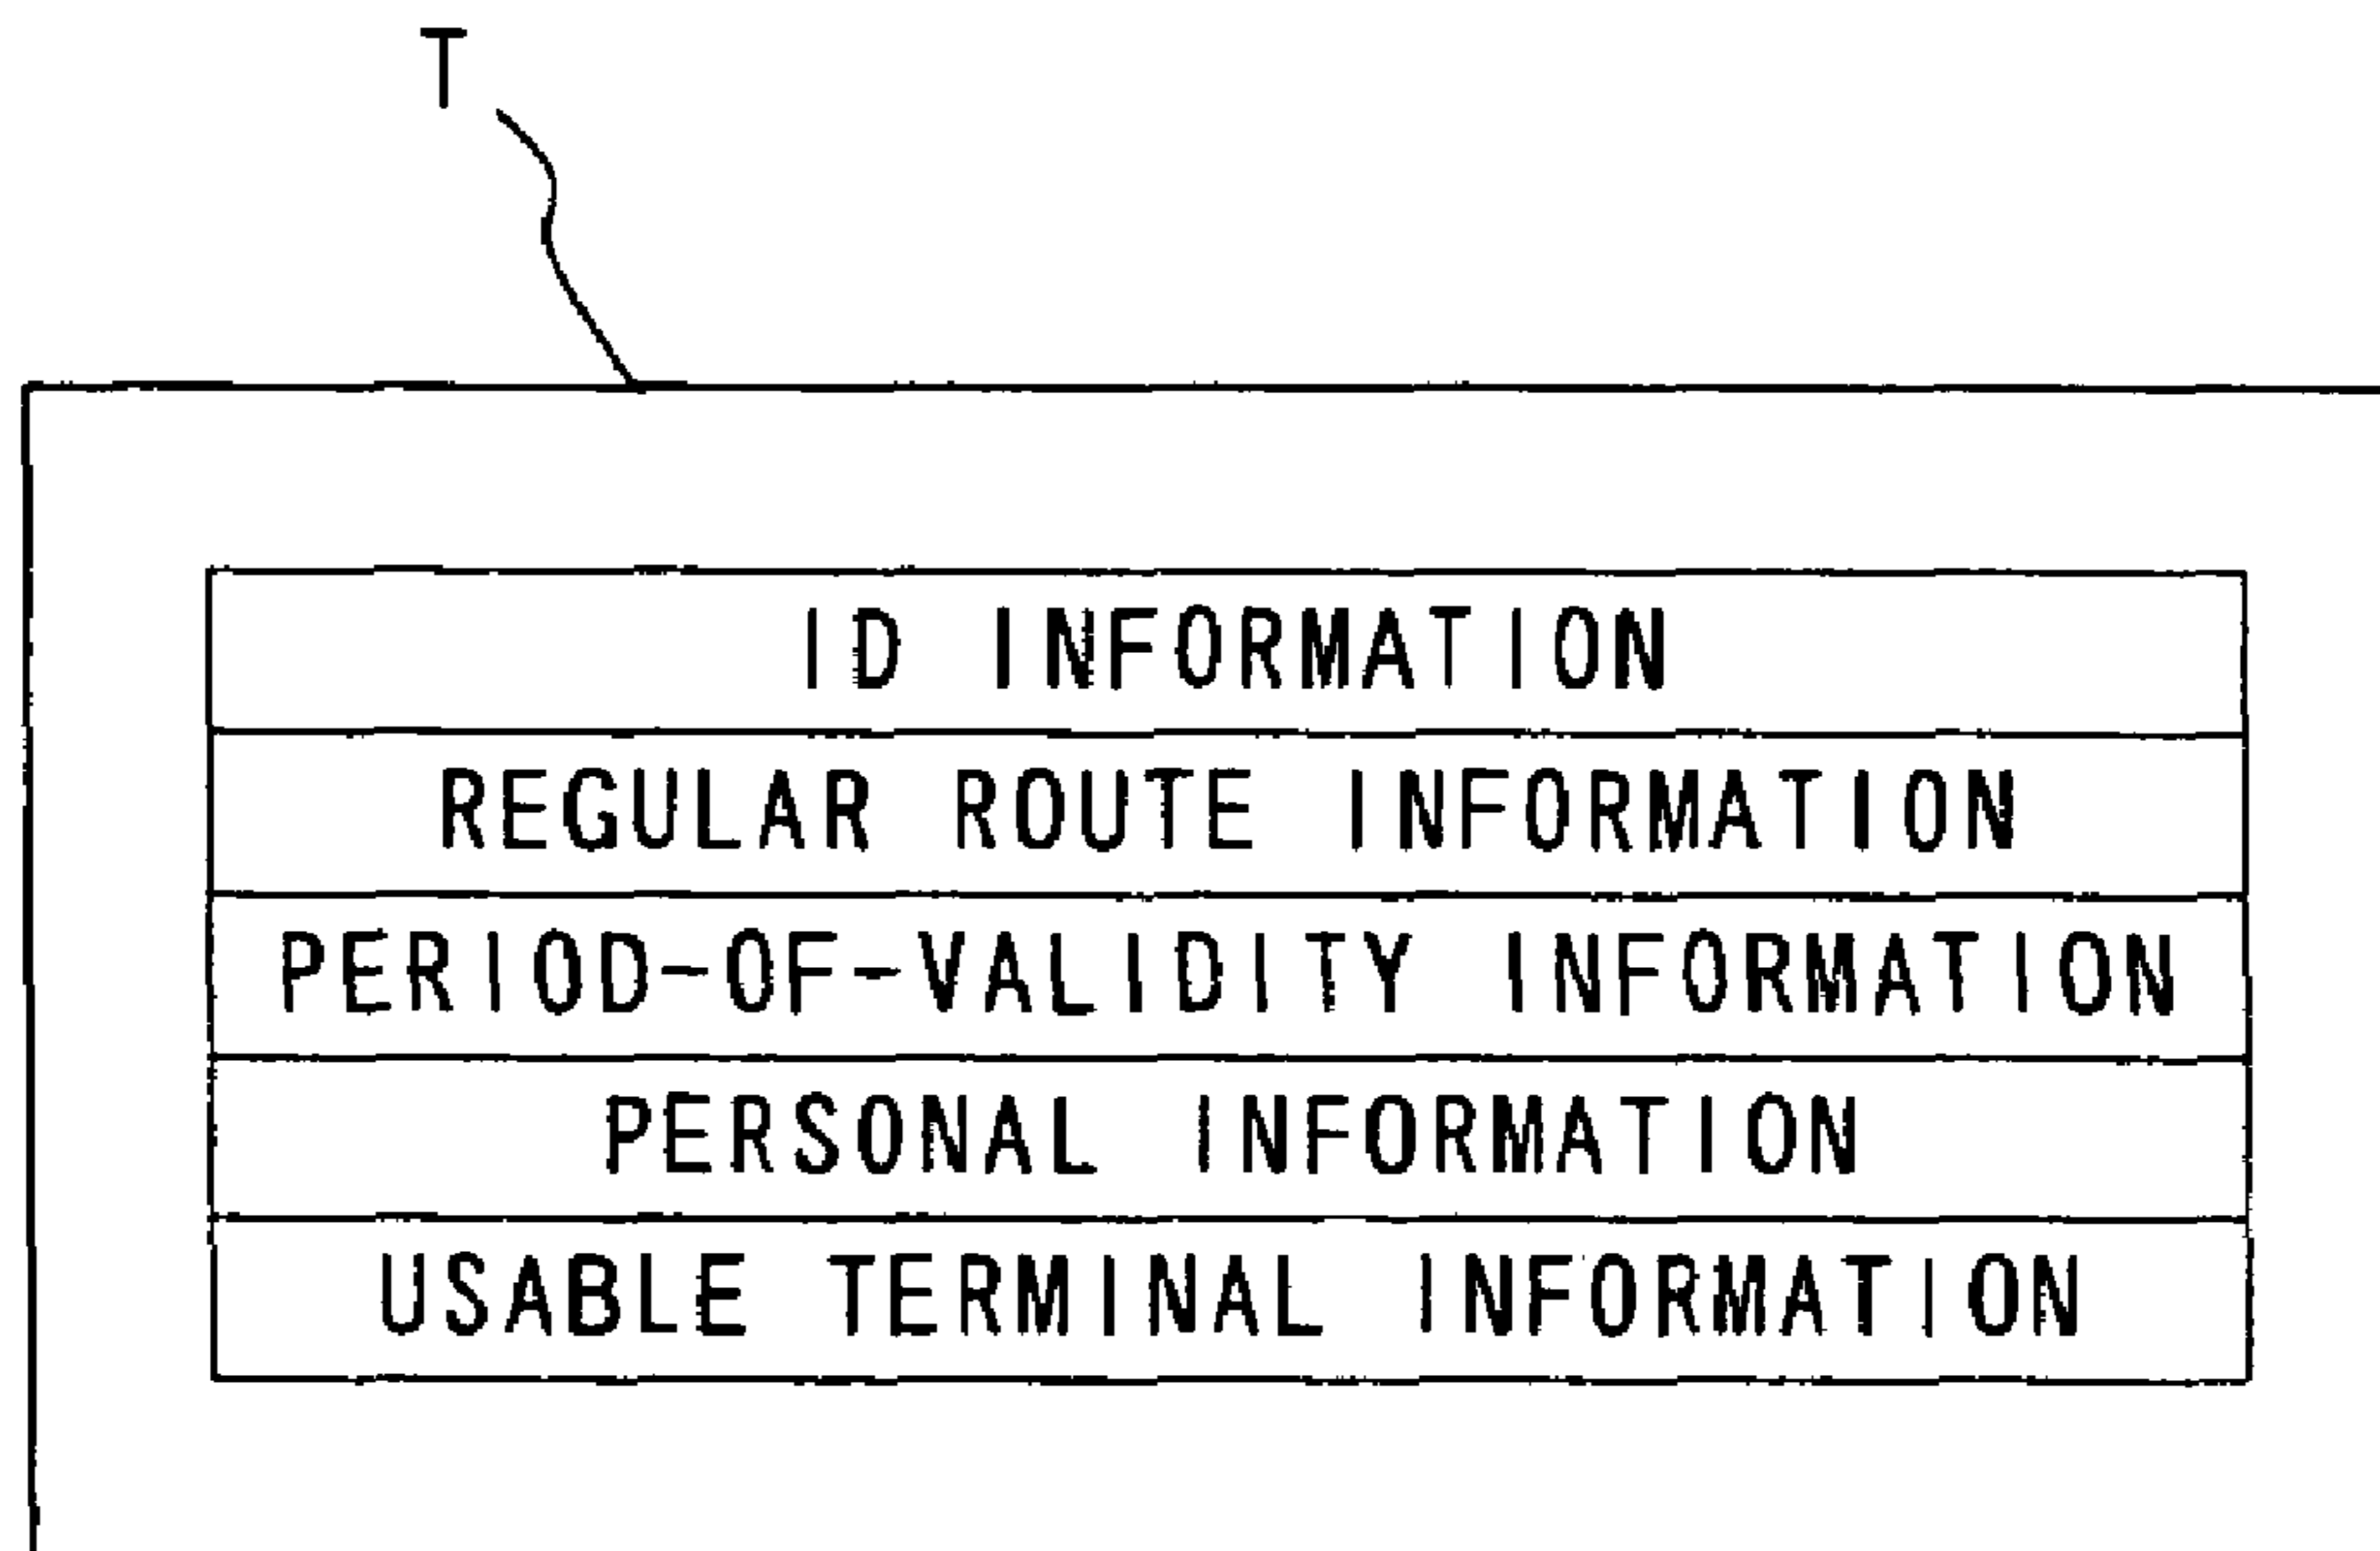 T
ID INFORMATION
REGULAR ROUTE INFORMATION
PERIOD-OF-VALIDITY INFORMATION
PERSONAL INFORMATION
USABLE TERMINAL INFORMATION